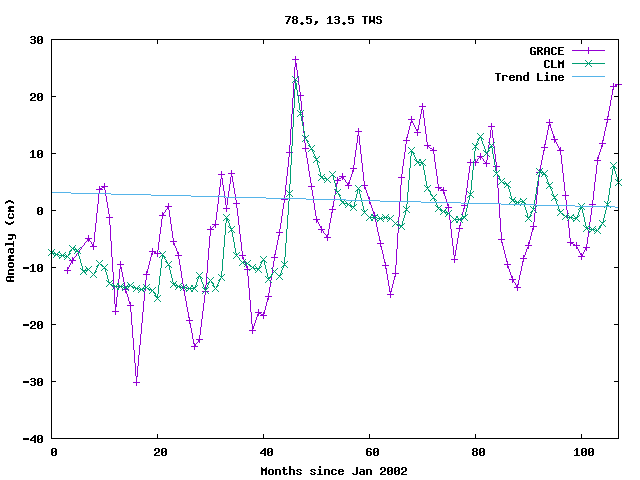 78.5, 13.5 TWS
GRACE
CLM
Trend Line
30
20
10
0
-10
-20
-30
-40
Anomaly (cm)
0 20 40 60 80 100
Months since Jan 2002